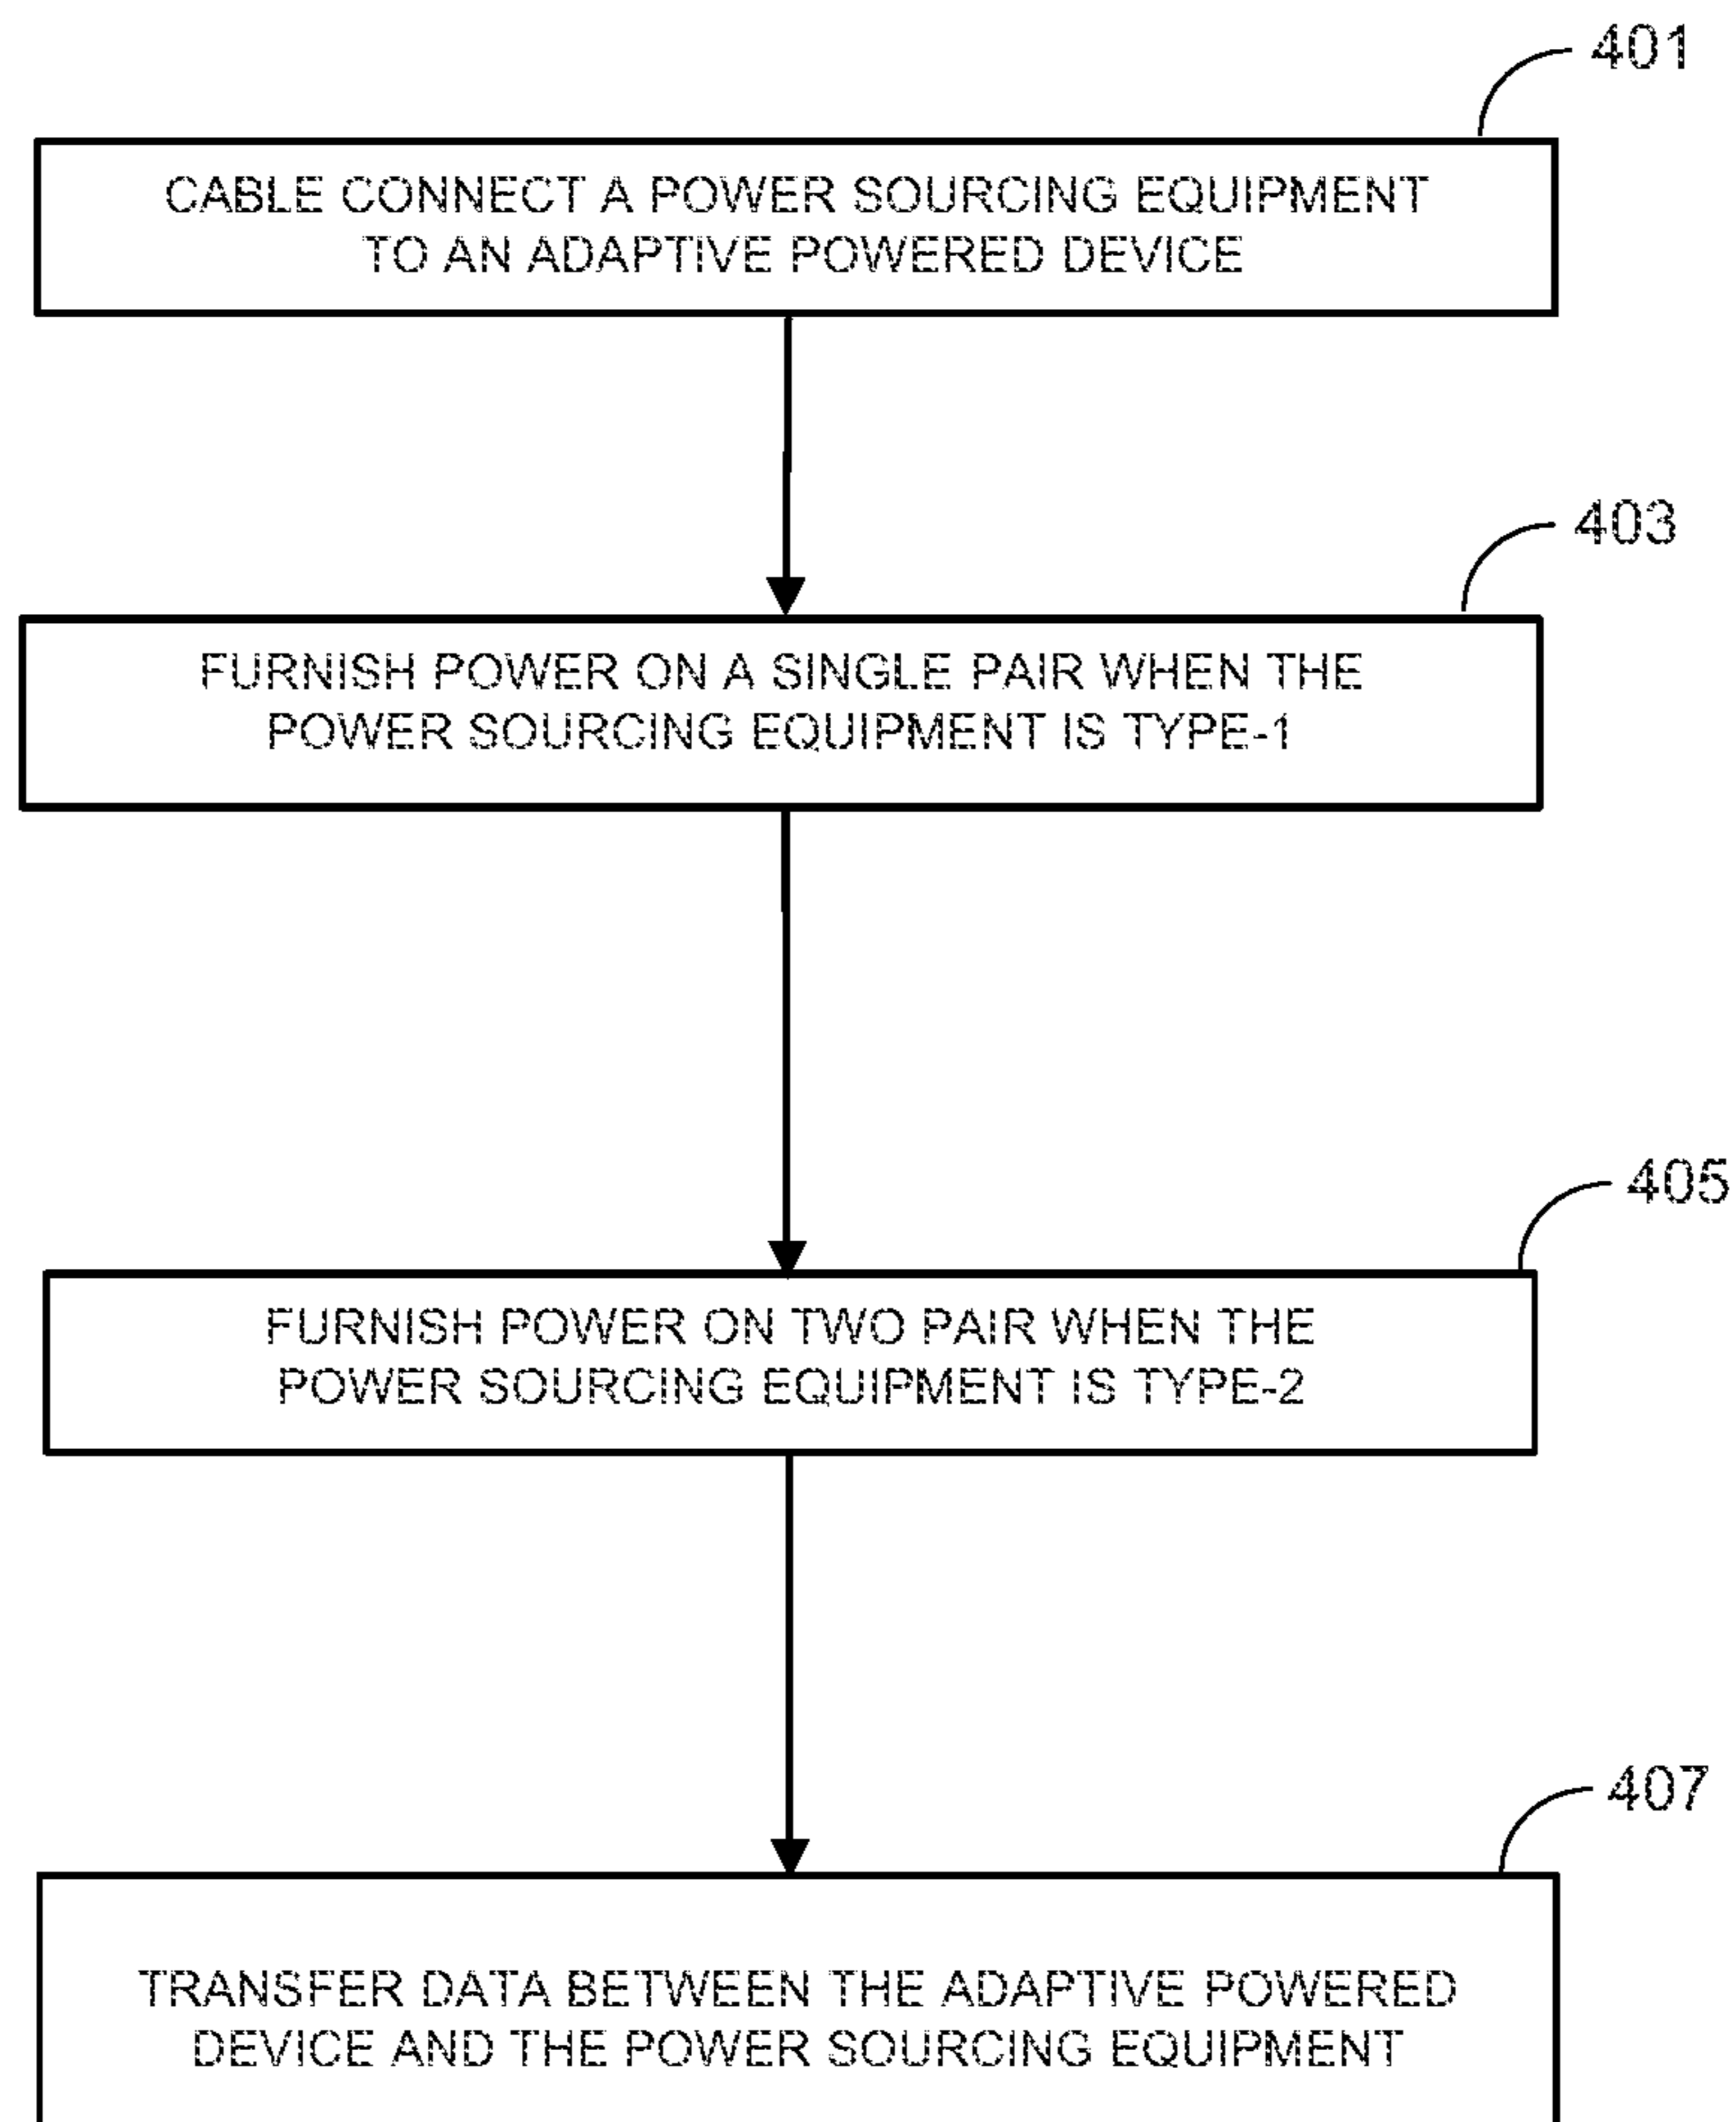 401
CABLE CONNECT A POWER SOURCING EQUIPMENT
TO AN ADAPTIVE POWERED DEVICE
403
FURNISH POWER ON A SINGLE PAIR WHEN THE
POWER SOURCING EQUIPMENT IS TYPE-1
405
FURNISH POWER ON TWO PAIR WHEN THE
POWER SOURCING EQUIPMENT IS TYPE-2
407
TRANSFER DATA BETWEEN THE ADAPTIVE POWERED
DEVICE AND THE POWER SOURCING EQUIPMENT